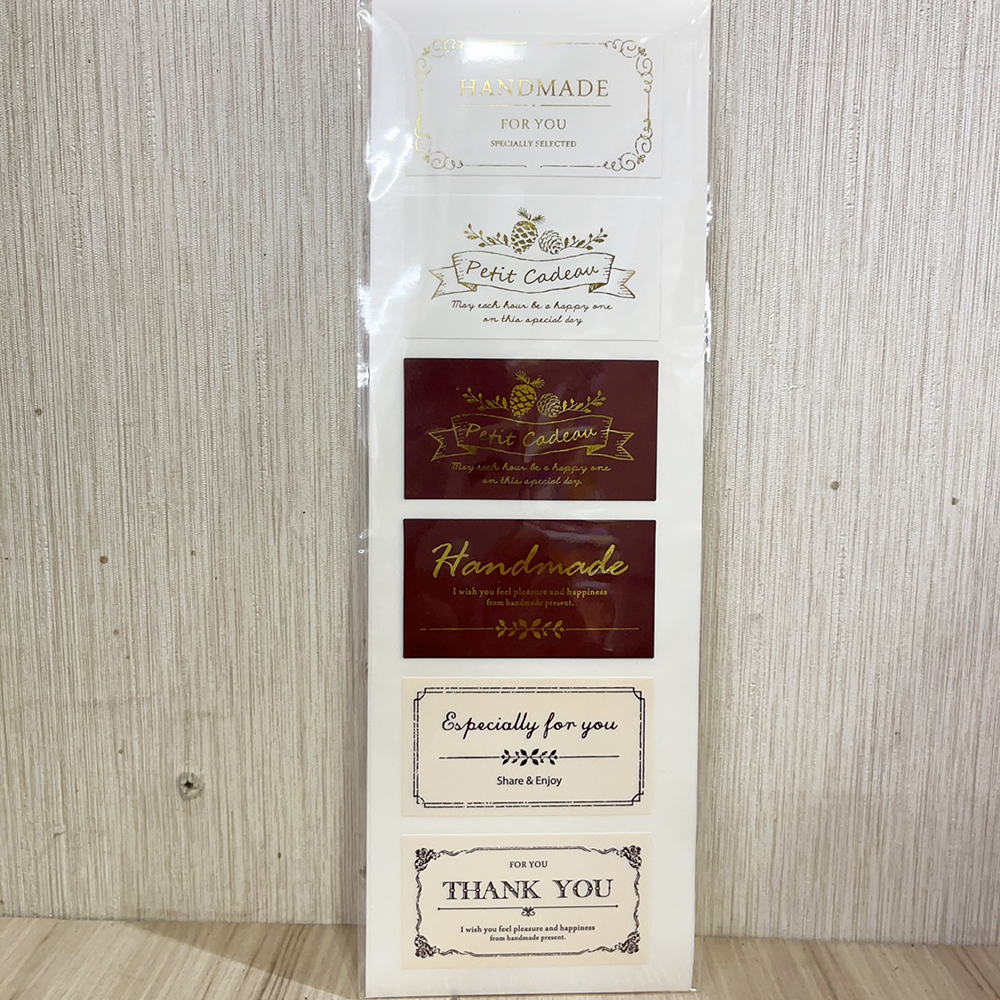 HANDMADE
FOR YOU
SPECIALLY SELECTED
Petit Cadeau
May each hour be a happy one
on this special day
Petit Cadeau
May each hour be a happy one
on this special day.
Handmade
I wish you feel pleasure and happiness
from handmade present.
Especially for you
Share & Enjoy
FOR YOU
THANK YOU
I wish you feel pleasure and happiness
from handmade present.